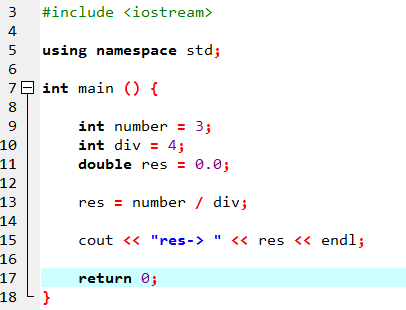 3 #include <iostream>
4
5 using namespace std;
6
7 int main () {
8
9 int number = 3;
10 int div = 4;
11 double res = 0.0;
12
13 res = number / div;
14
15 cout << "res-> " << res << endl;
16
17 return 0;
18 }